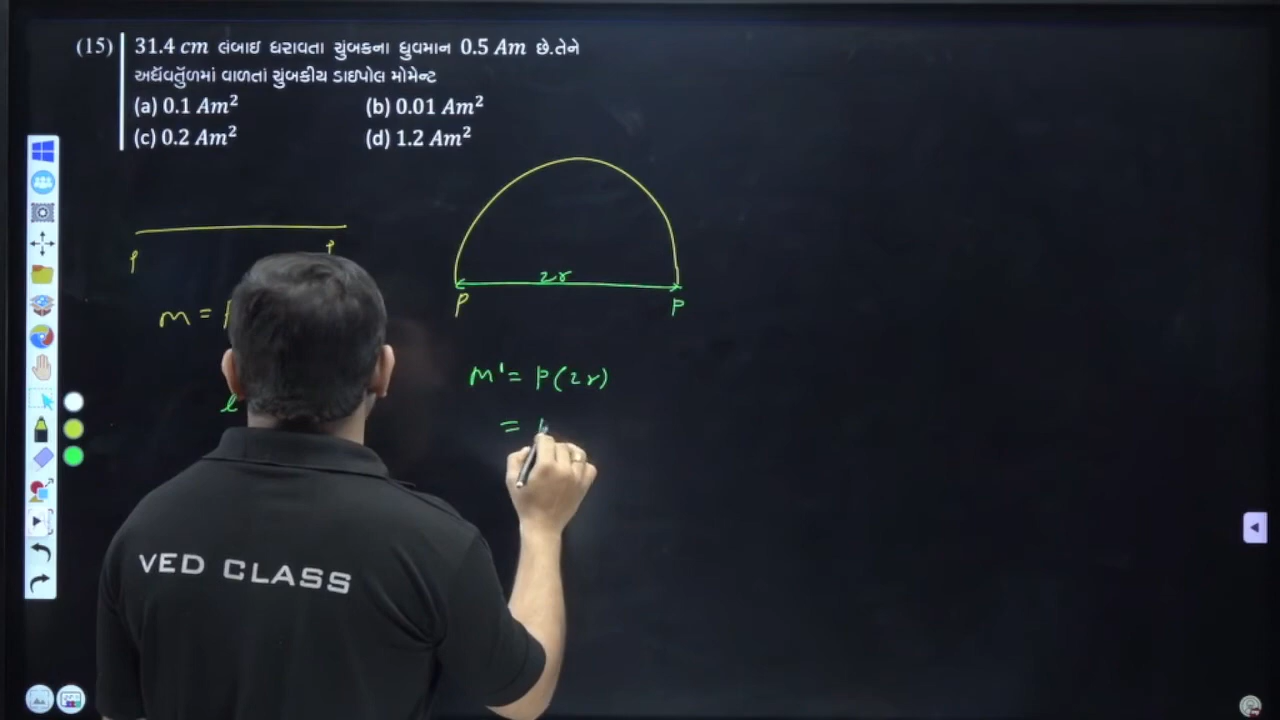 (15) 31.4 cm લંબાઇ ધરાવતા ચુંબકના ધ્રુવમાન 0.5 Am છે.તેને
અર્ધવર્તુળમાં વાળતાં ચુંબકીય ડાઇપોલ મોમેન્ટ
(a) 0.1 Am² (b) 0.01 Am²
(c) 0.2 Am² (d) 1.2 Am²
P P
2r
P P
m =
l
m' = P(2r)
=
VED CLASS